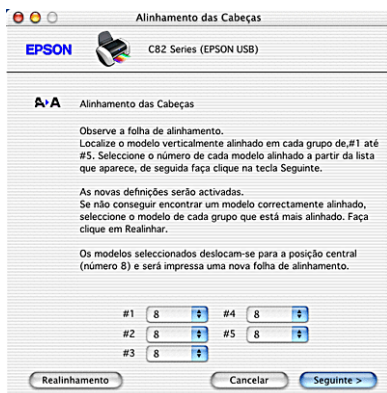 Alinhamento das Cabeças
EPSON
C82 Series (EPSON USB)
A▸A Alinhamento das Cabeças
Observe a folha de alinhamento.
Localize o modelo verticalmente alinhado em cada grupo de,#1 até
#5. Seleccione o número de cada modelo alinhado a partir da lista
que aparece, de seguida faça clique na tecla Seguinte.
As novas definições serão activadas.
Se não conseguir encontrar um modelo correctamente alinhado,
seleccione o modelo de cada grupo que está mais alinhado. Faça
clique em Realinhar.
Os modelos seleccionados deslocam-se para a posição central
(número 8) e será impressa uma nova folha de alinhamento.
#1 8 #4 8
#2 8 #5 8
#3 8
Realinhamento Cancelar Seguinte >